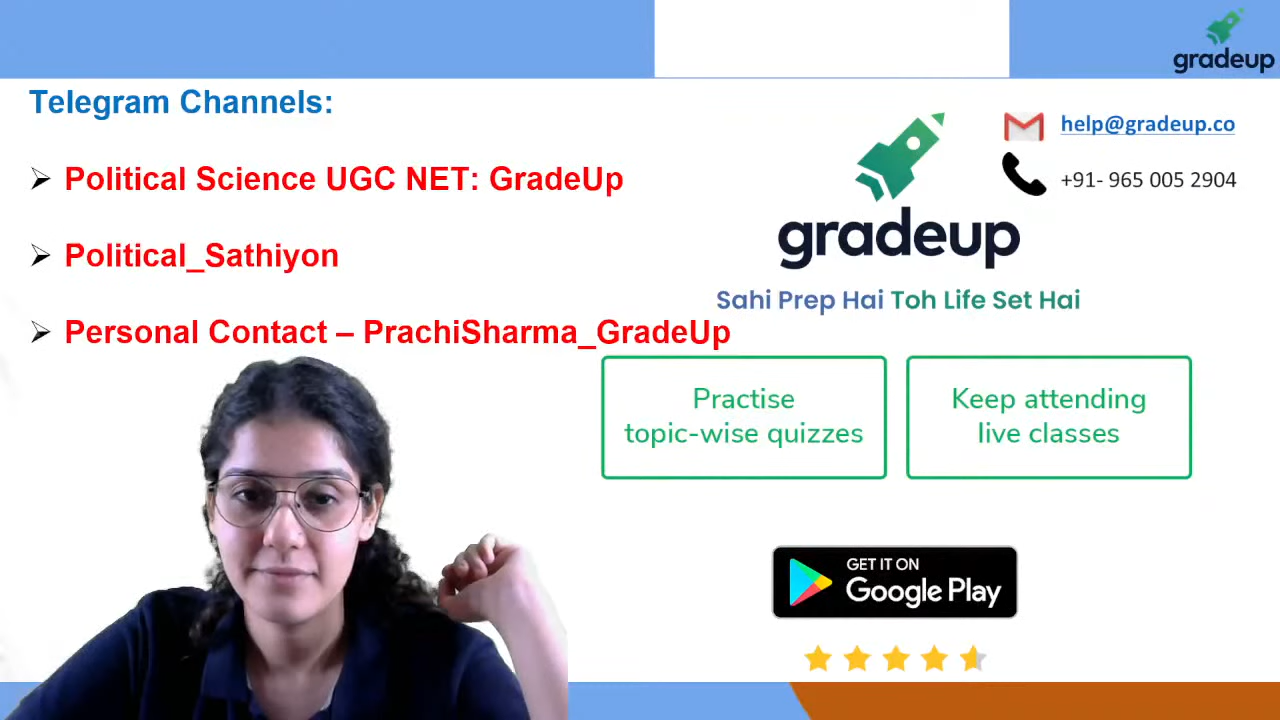 gradeup
Telegram Channels:
Political Science UGC NET: GradeUp
Political_Sathiyon
Personal Contact – PrachiSharma_GradeUp
help@gradeup.co
+91- 965 005 2904
gradeup
Sahi Prep Hai Toh Life Set Hai
Practise
topic-wise quizzes
Keep attending
live classes
GET IT ON
Google Play